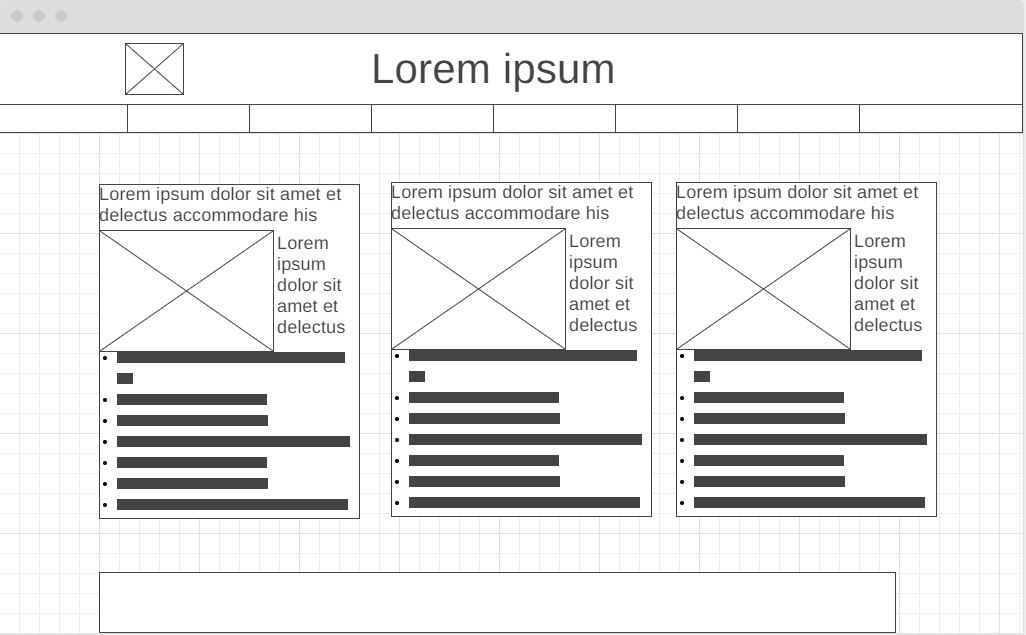 Lorem ipsum
Lorem ipsum dolor sit amet et
delectus accommodare his
Lorem
ipsum
dolor sit
amet et
delectus
Lorem ipsum dolor sit amet et
delectus accommodare his
Lorem
ipsum
dolor sit
amet et
delectus
Lorem ipsum dolor sit amet et
delectus accommodare his
Lorem
ipsum
dolor sit
amet et
delectus